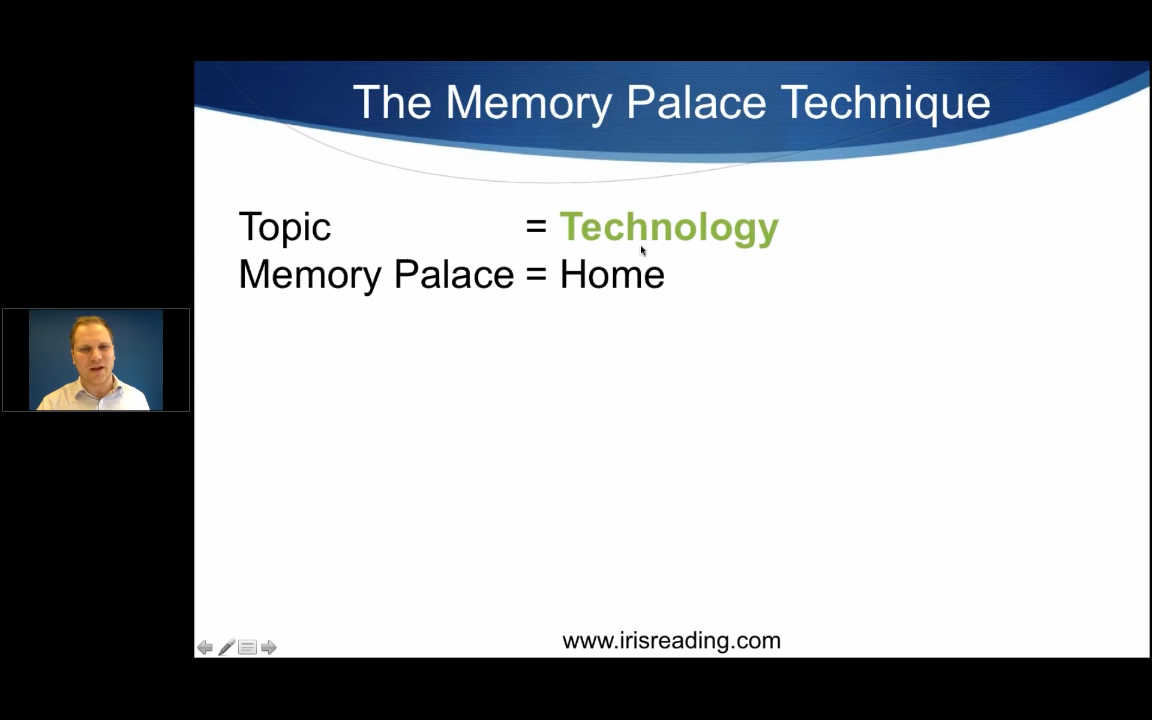 The Memory Palace Technique
Topic = Technology
Memory Palace = Home
www.irisreading.com